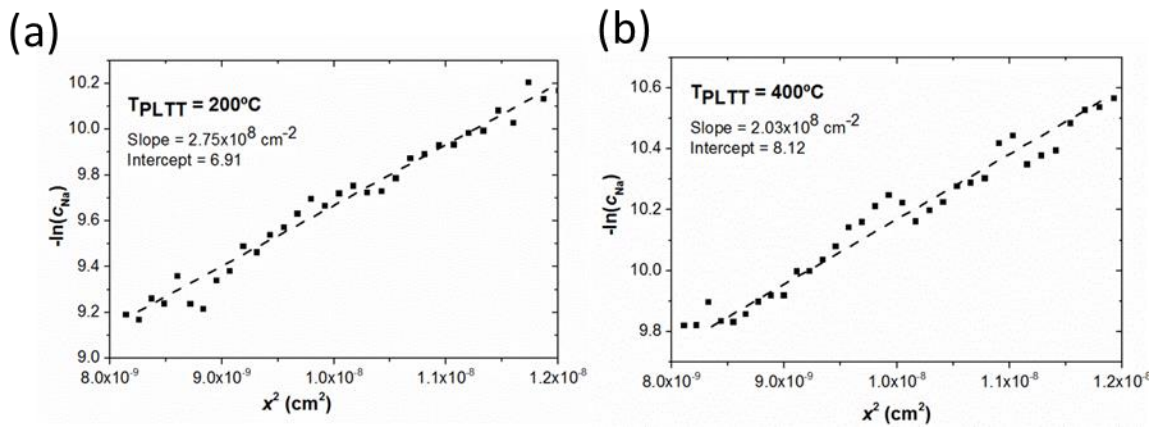 (a)
T_PLTT = 200ºC
Slope = 2.75x10^8 cm^-2
Intercept = 6.91
-ln(c_Na)
10.2
10.0
9.8
9.6
9.4
9.2
9.0
8.0x10^-9
9.0x10^-9
1.0x10^-8
1.1x10^-8
1.2x10^-8
x^2 (cm^2)
(b)
T_PLTT = 400ºC
Slope = 2.03x10^8 cm^-2
Intercept = 8.12
-ln(c_Na)
10.6
10.4
10.2
10.0
9.8
8.0x10^-9
9.0x10^-9
1.0x10^-8
1.1x10^-8
1.2x10^-8
x^2 (cm^2)